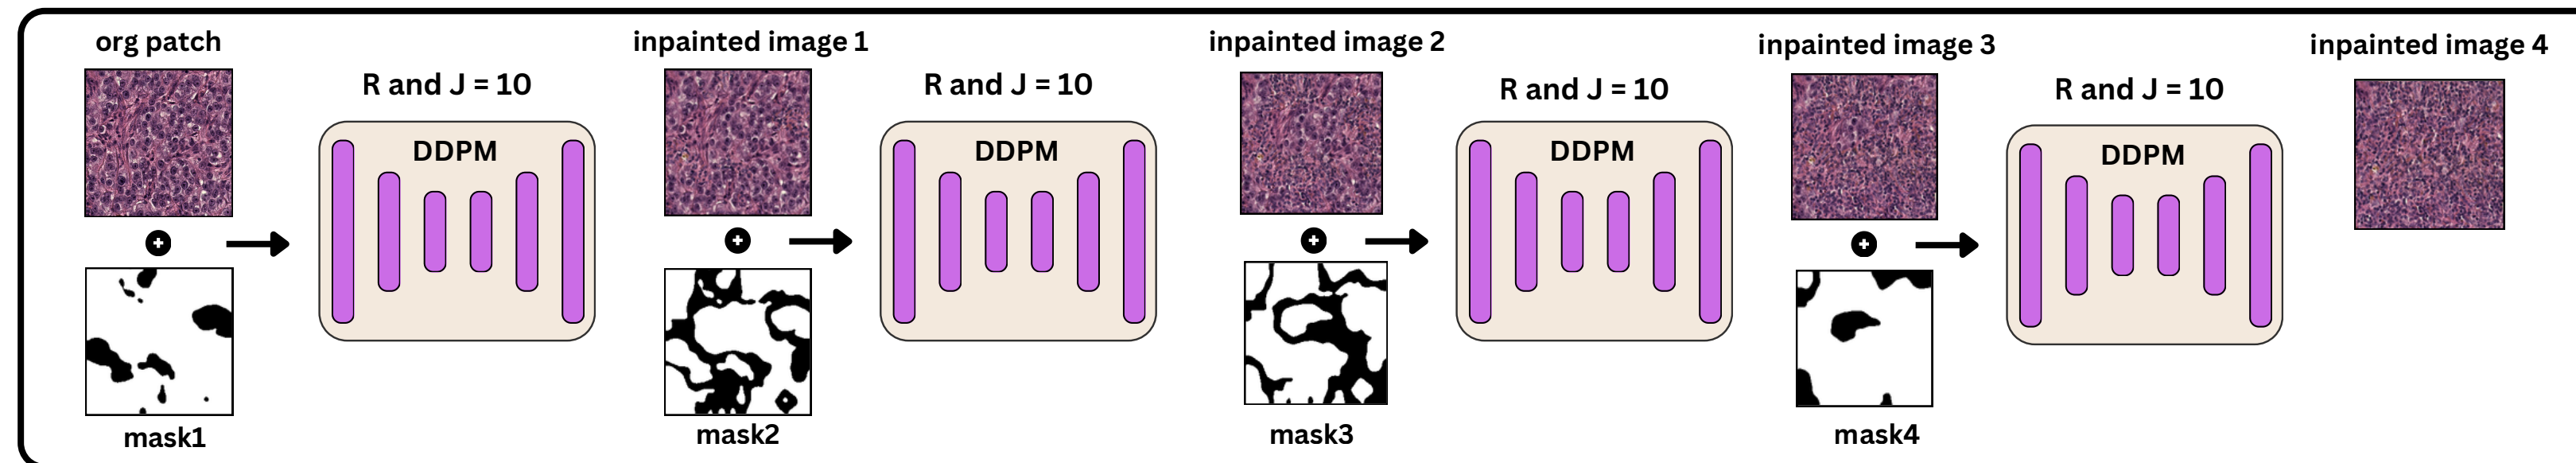 org patch
R and J = 10
DDPM
mask1
inpainted image 1
R and J = 10
DDPM
mask2
inpainted image 2
R and J = 10
DDPM
mask3
inpainted image 3
R and J = 10
DDPM
mask4
inpainted image 4